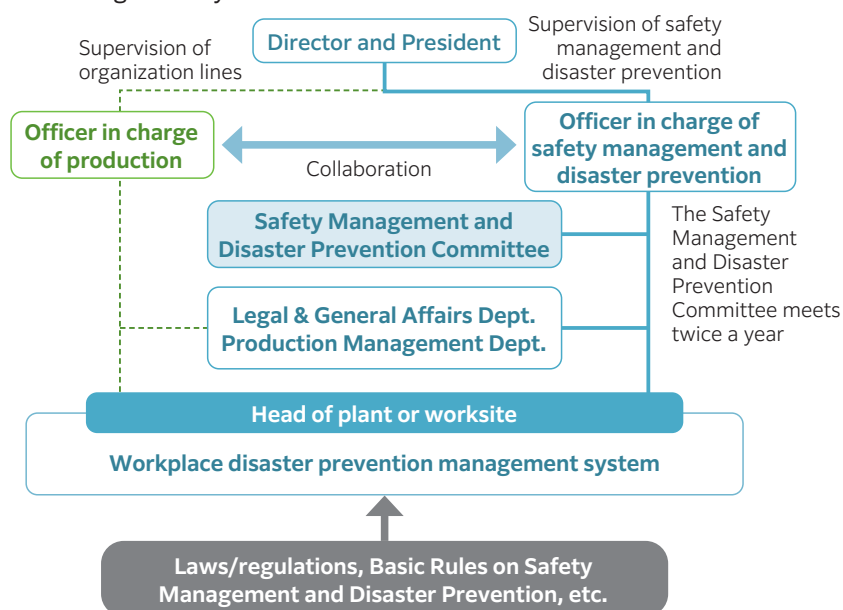 Supervision of
organization lines
Director and President
Supervision of safety
management and
disaster prevention
Officer in charge
of production
Collaboration
Officer in charge of
safety management and
disaster prevention
Safety Management and
Disaster Prevention Committee
The Safety
Management
and Disaster
Prevention
Committee meets
twice a year
Legal & General Affairs Dept.
Production Management Dept.
Head of plant or worksite
Workplace disaster prevention management system
Laws/regulations, Basic Rules on Safety
Management and Disaster Prevention, etc.